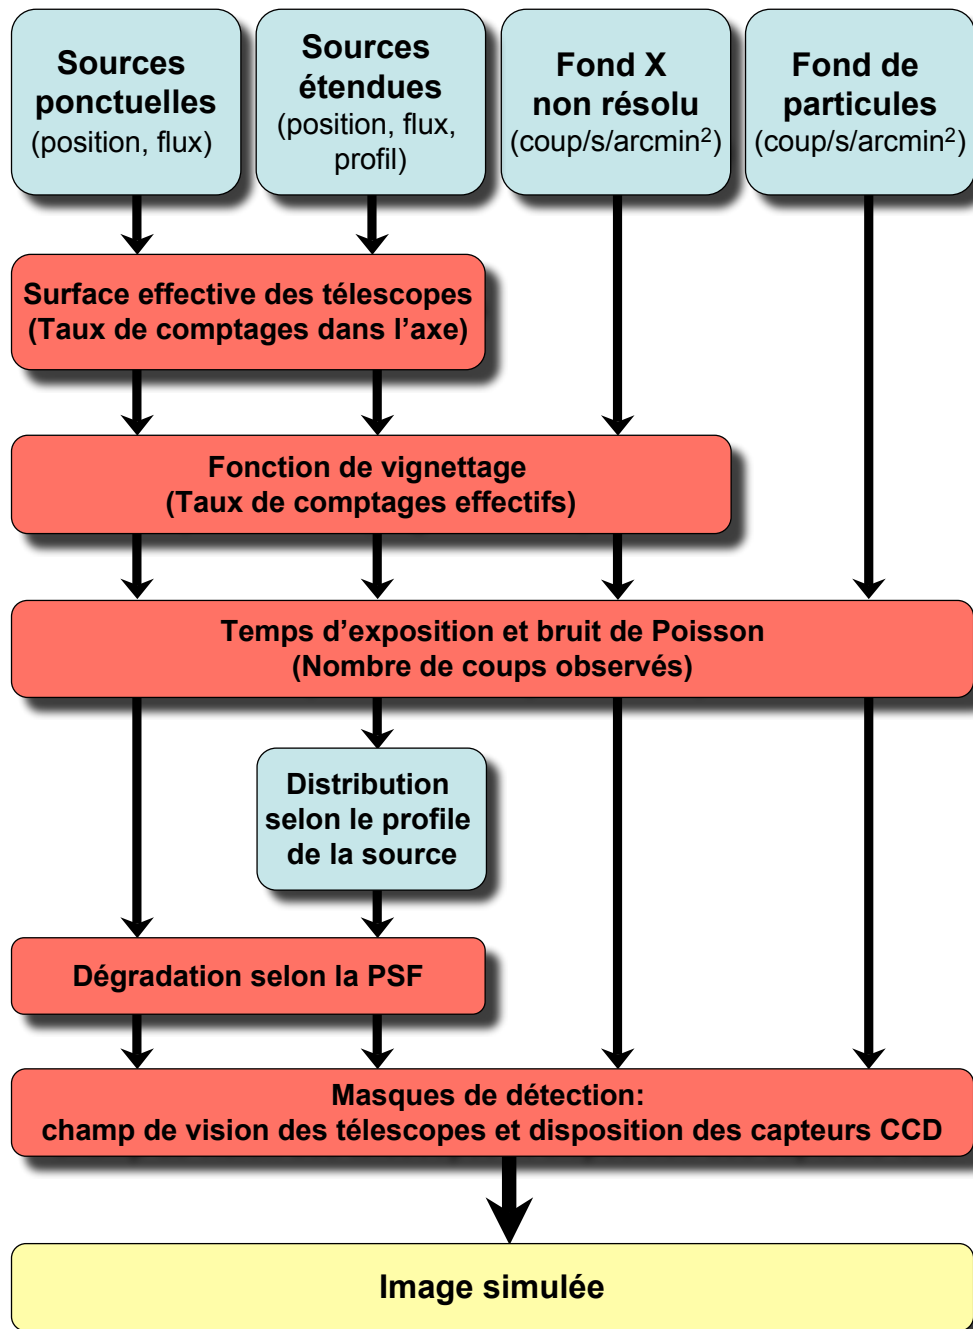 Sources
ponctuelles
(position, flux)
Sources
étendues
(position, flux,
profil)
Fond X
non résolu
(coup/s/arcmin²)
Fond de
particules
(coup/s/arcmin²)
Surface effective des télescopes
(Taux de comptages dans l’axe)
Fonction de vignettage
(Taux de comptages effectifs)
Temps d’exposition et bruit de Poisson
(Nombre de coups observés)
Distribution
selon le profile
de la source
Dégradation selon la PSF
Masques de détection:
champ de vision des télescopes et disposition des capteurs CCD
Image simulée